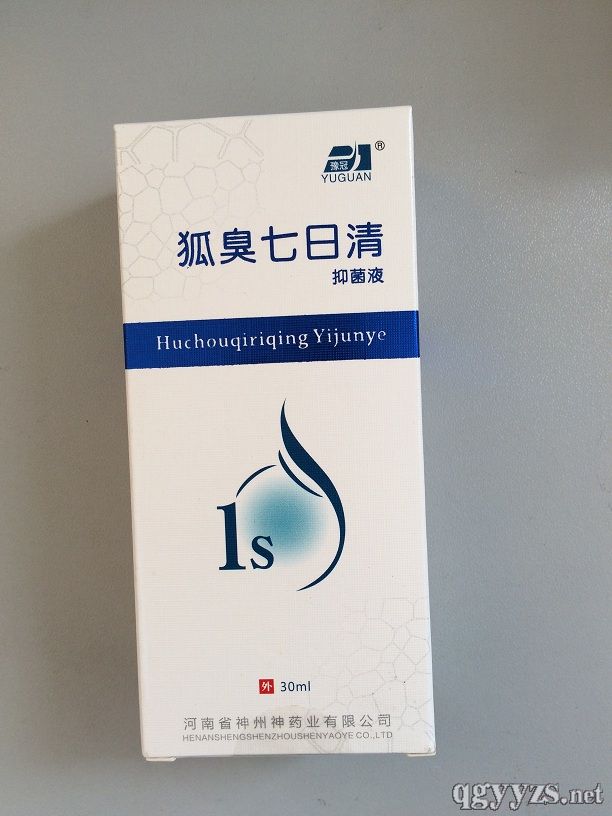 豫冠
®
YUGUAN
狐臭七日清
抑菌液
Huchouqiriqing Yijunye
1s
外 30ml
河南省神州神药业有限公司
HENANSHENGSHENZHOUSHENYAOYE CO.,LTD
qgyyzs.net